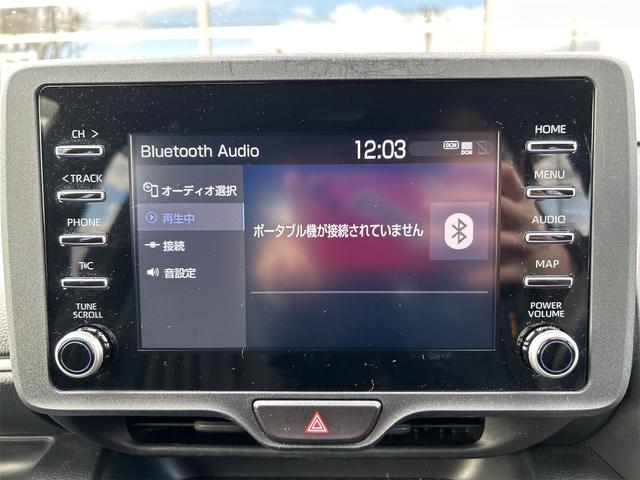 CH >
<TRACK
PHONE
T/C
TUNE
SCROLL
Bluetooth Audio
12:03
DCM
DCM
オーディオ選択
再生中
接続
音設定
ポータブル機が接続されていません
HOME
MENU
AUDIO
MAP
POWER
VOLUME